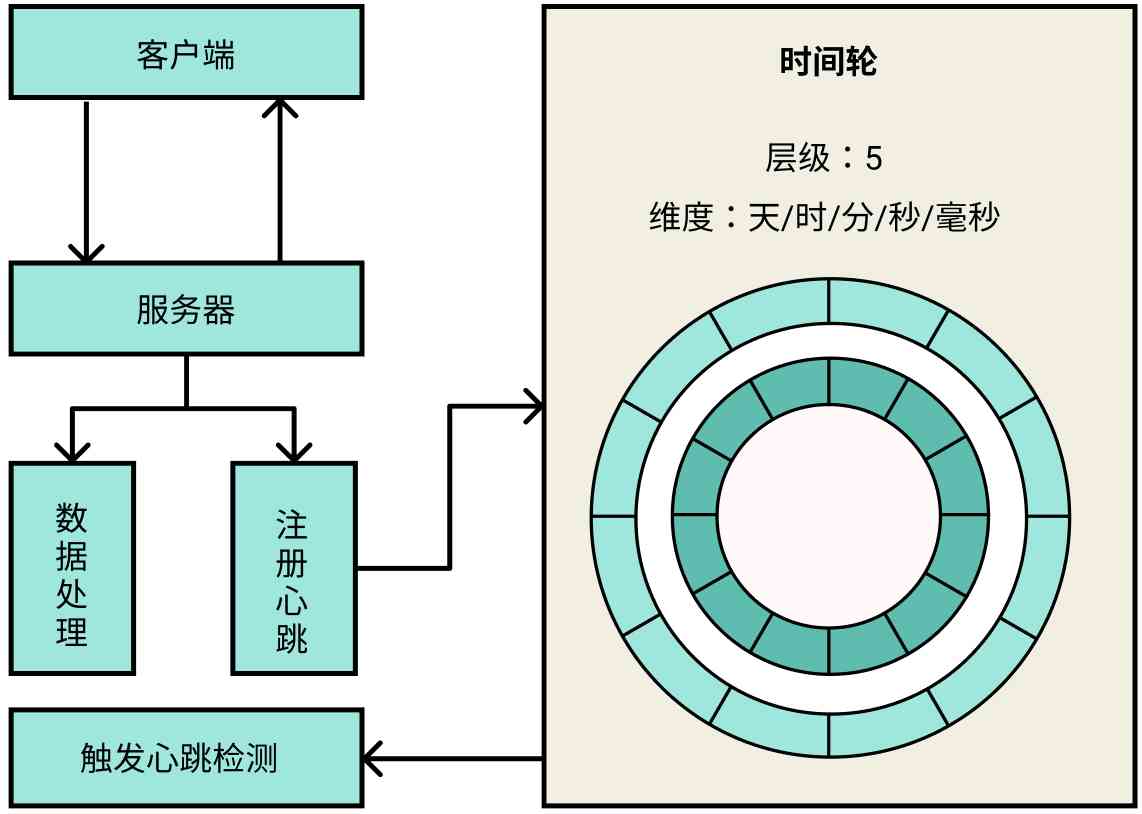 客户端
服务器
数据处理
注册心跳
触发心跳检测
时间轮
层级：5
维度：天/时/分/秒/毫秒